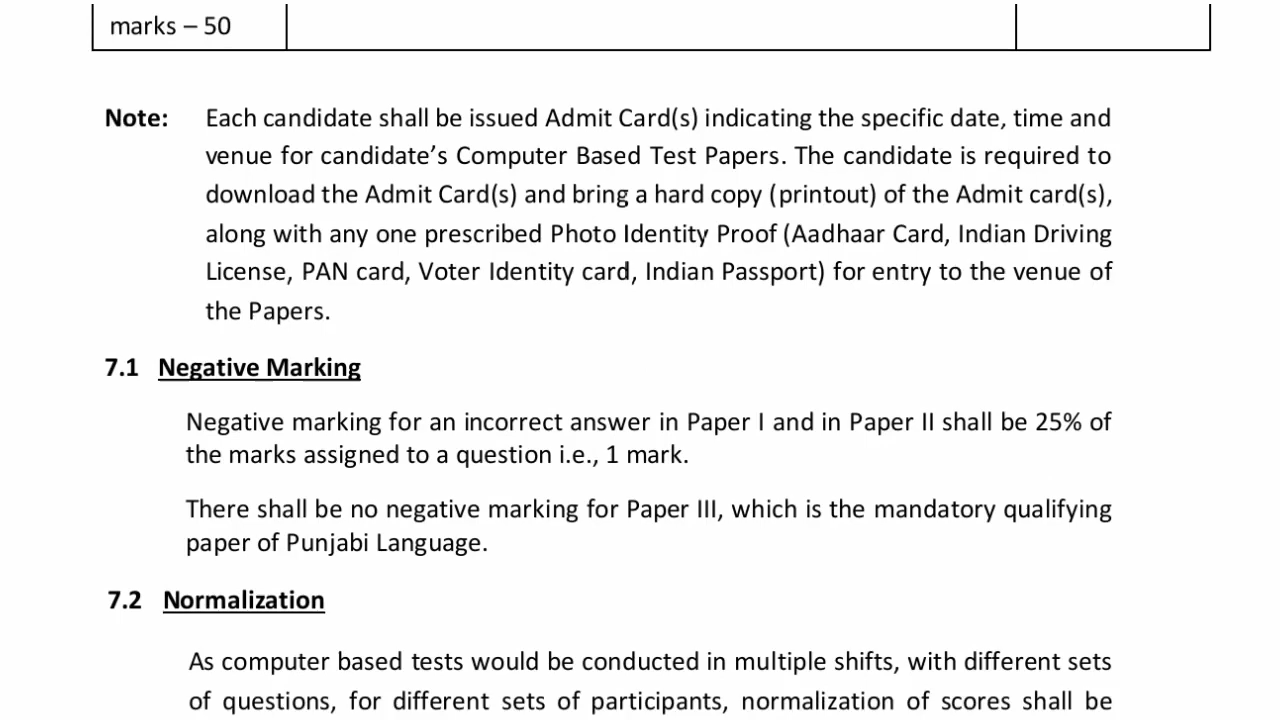 marks – 50
Note: Each candidate shall be issued Admit Card(s) indicating the specific date, time and
venue for candidate’s Computer Based Test Papers. The candidate is required to
download the Admit Card(s) and bring a hard copy (printout) of the Admit card(s),
along with any one prescribed Photo Identity Proof (Aadhaar Card, Indian Driving
License, PAN card, Voter Identity card, Indian Passport) for entry to the venue of
the Papers.
7.1 Negative Marking
Negative marking for an incorrect answer in Paper I and in Paper II shall be 25% of
the marks assigned to a question i.e., 1 mark.
There shall be no negative marking for Paper III, which is the mandatory qualifying
paper of Punjabi Language.
7.2 Normalization
As computer based tests would be conducted in multiple shifts, with different sets
of questions, for different sets of participants, normalization of scores shall be